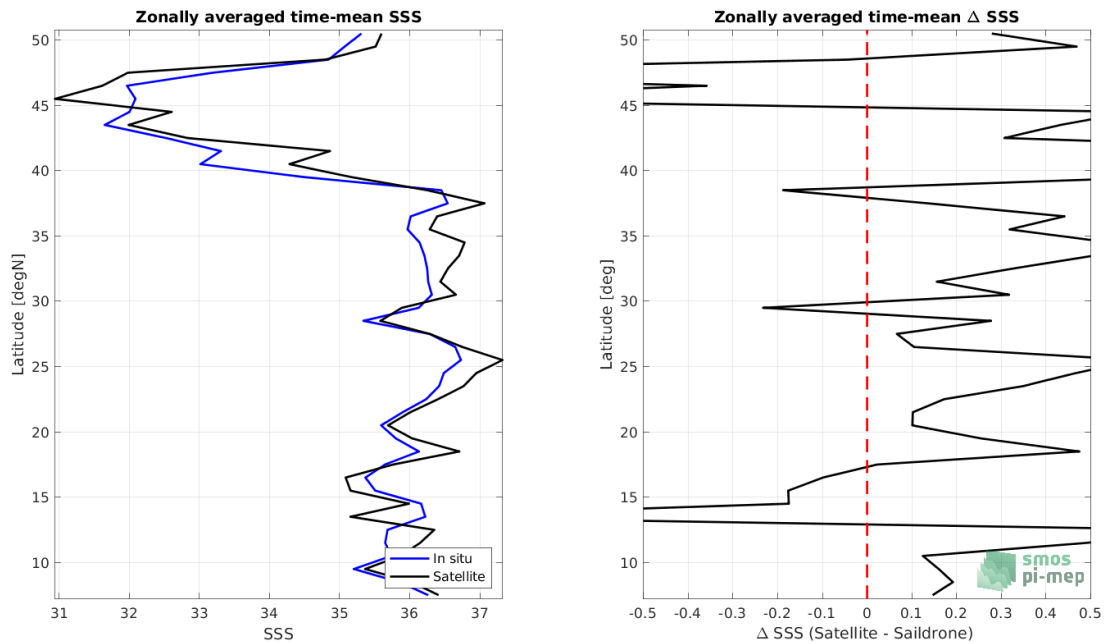 Zonally averaged time-mean SSS
50
45
40
35
30
25
20
15
10
Latitude [degN]
31 32 33 34 35 36 37
SSS
In situ
Satellite
Zonally averaged time-mean Δ SSS
50
45
40
35
30
25
20
15
10
Latitude [deg]
-0.5 -0.4 -0.3 -0.2 -0.1 0 0.1 0.2 0.3 0.4 0.5
Δ SSS (Satellite - Saildrone)
smos
pi-mep